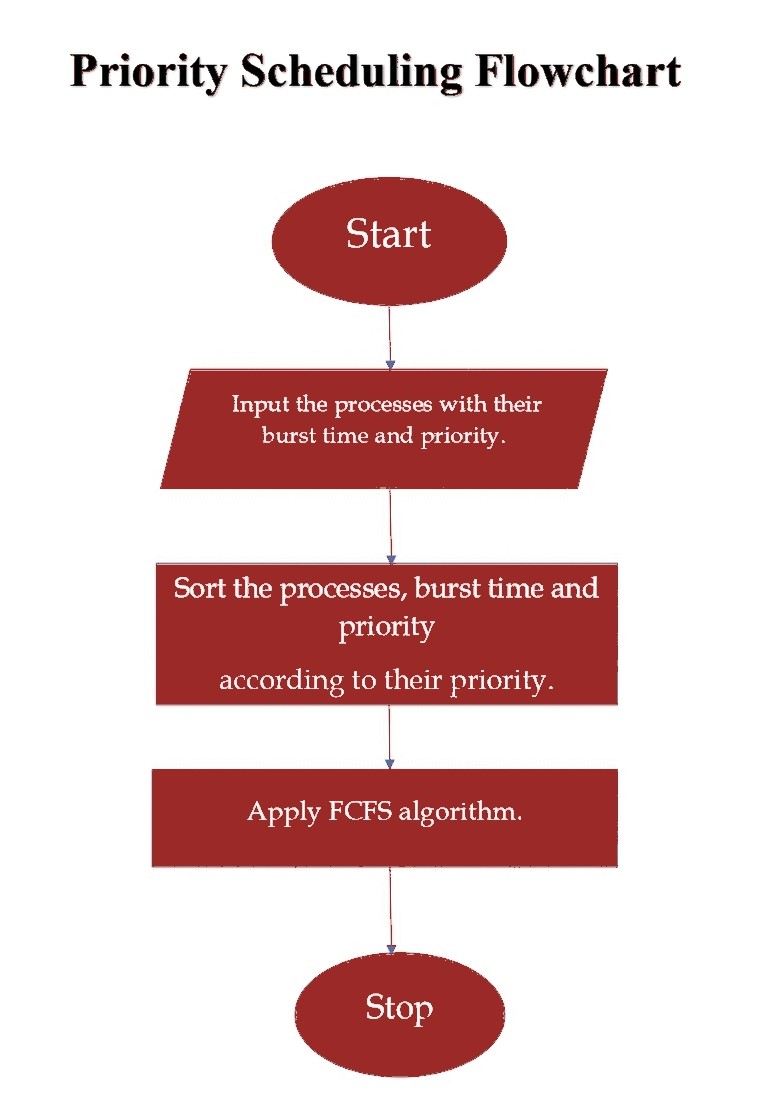 Priority Scheduling Flowchart
Start
Input the processes with their
burst time and priority.
Sort the processes, burst time and
priority
according to their priority.
Apply FCFS algorithm.
Stop